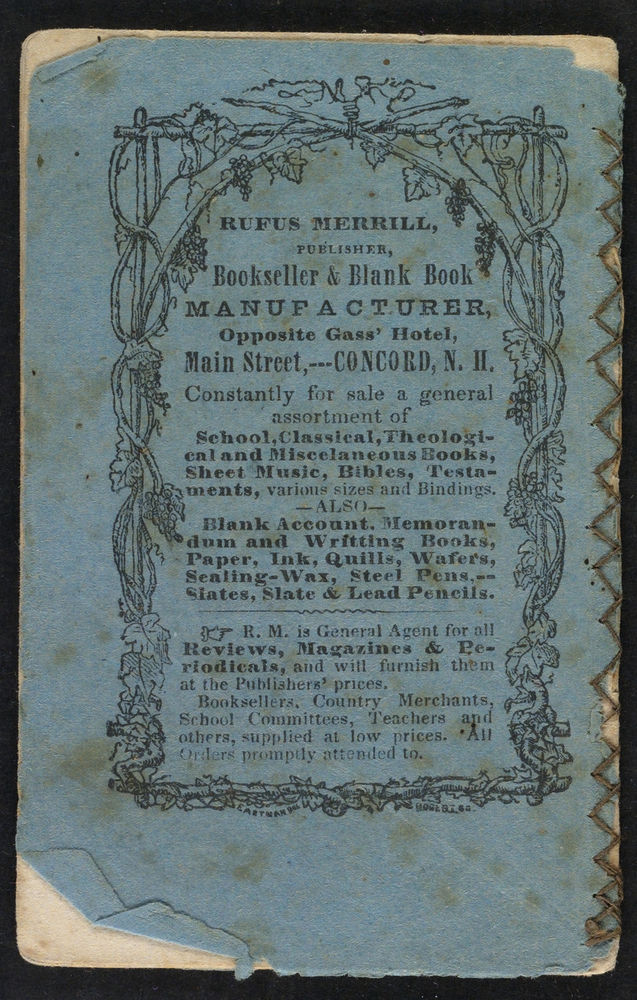 RUFUS MERRILL,
PUBLISHER,
Bookseller & Blank Book
MANUFACTURER,
Opposite Gass' Hotel,
Main Street,---CONCORD, N. H.
Constantly for sale a general
assortment of
School, Classical, Theologi-
cal and Miscelaneous Books,
Sheet Music, Bibles, Testa-
ments, various sizes and Bindings.
—ALSO—
Blank Account, Memoran-
dum and Writting Books,
Paper, Ink, Quills, Wafers,
Sealing-Wax, Steel Pens,--
Slates, Slate & Lead Pencils.
☞ R. M. is General Agent for all
Reviews, Magazines & Pe-
riodicals, and will furnish them
at the Publishers' prices.
Booksellers, Country Merchants,
School Committees, Teachers and
others, supplied at low prices. All
Orders promptly attended to.
EASTMAN